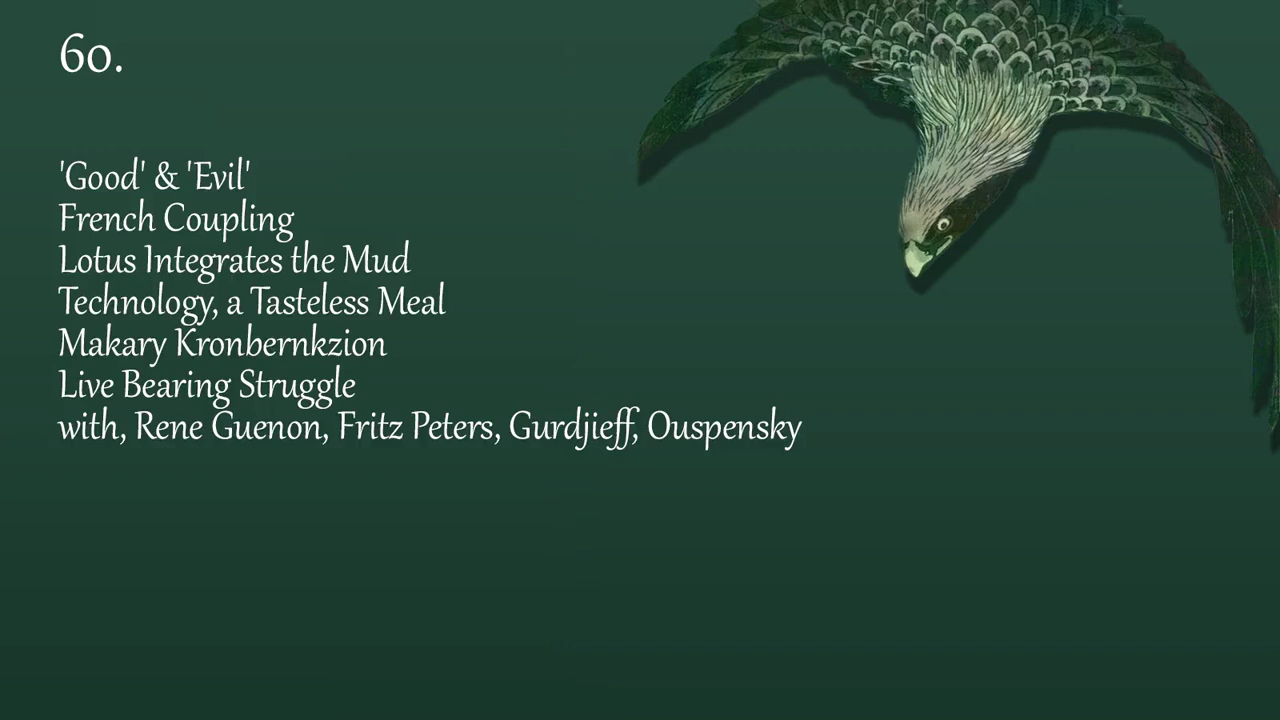 60.
'Good' & 'Evil'
French Coupling
Lotus Integrates the Mud
Technology, a Tasteless Meal
Makary Kronbernkzion
Live Bearing Struggle
with, Rene Guenon, Fritz Peters, Gurdjieff, Ouspensky